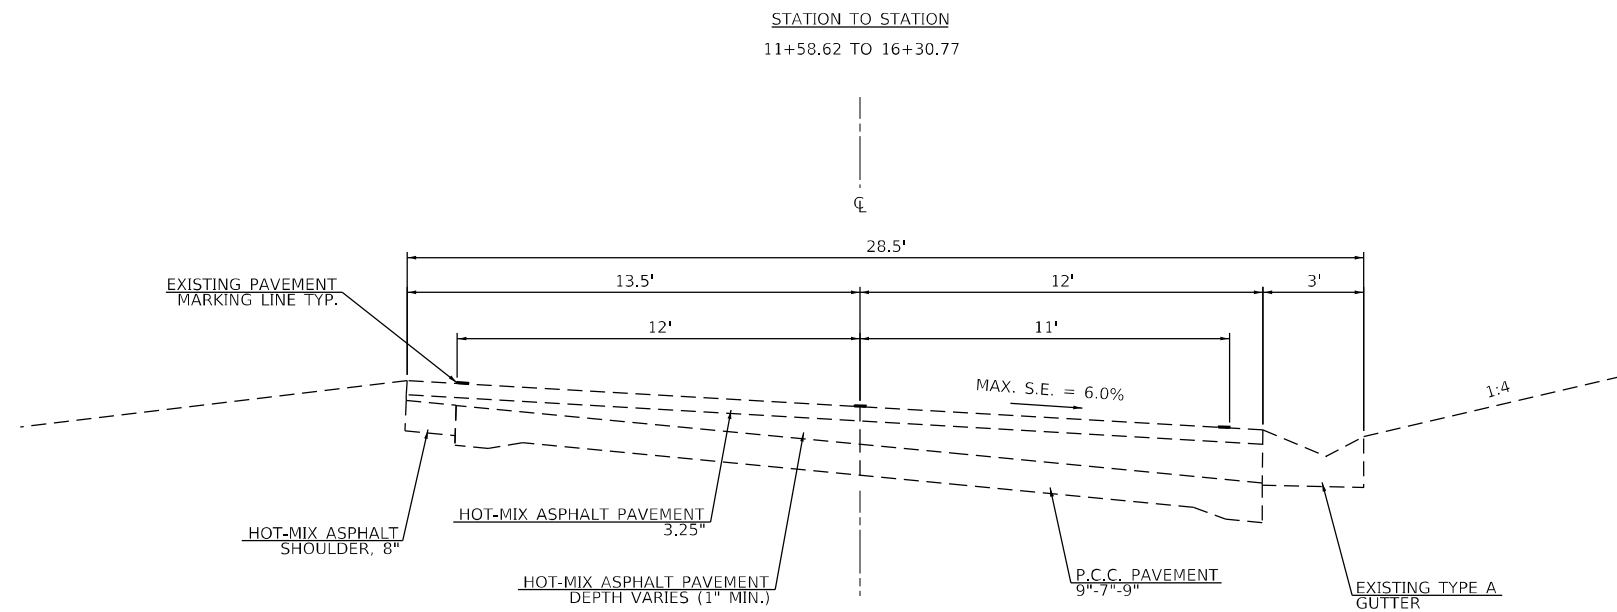 STATION TO STATION
11+58.62 TO 16+30.77
℄
28.5'
13.5'
12'
3'
EXISTING PAVEMENT
MARKING LINE TYP.
12'
11'
MAX. S.E. = 6.0%
1:4
HOT-MIX ASPHALT PAVEMENT
3.25"
HOT-MIX ASPHALT
SHOULDER, 8"
HOT-MIX ASPHALT PAVEMENT
DEPTH VARIES (1" MIN.)
P.C.C. PAVEMENT
9"-7"-9"
EXISTING TYPE A
GUTTER